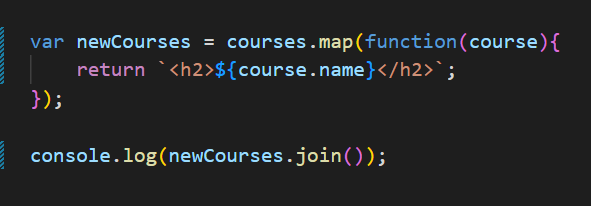 var newCourses = courses.map(function(course){
    return `<h2>${course.name}</h2>`;
});
console.log(newCourses.join());